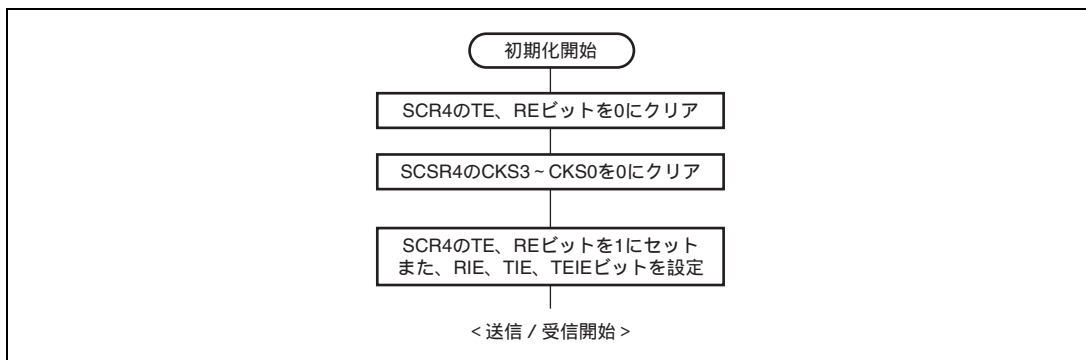 初期化開始
SCR4のTE、REビットを0にクリア
SCSR4のCKS3~CKS0を0にクリア
SCR4のTE、REビットを1にセット
また、RIE、TIE、TEIEビットを設定
<送信/受信開始>